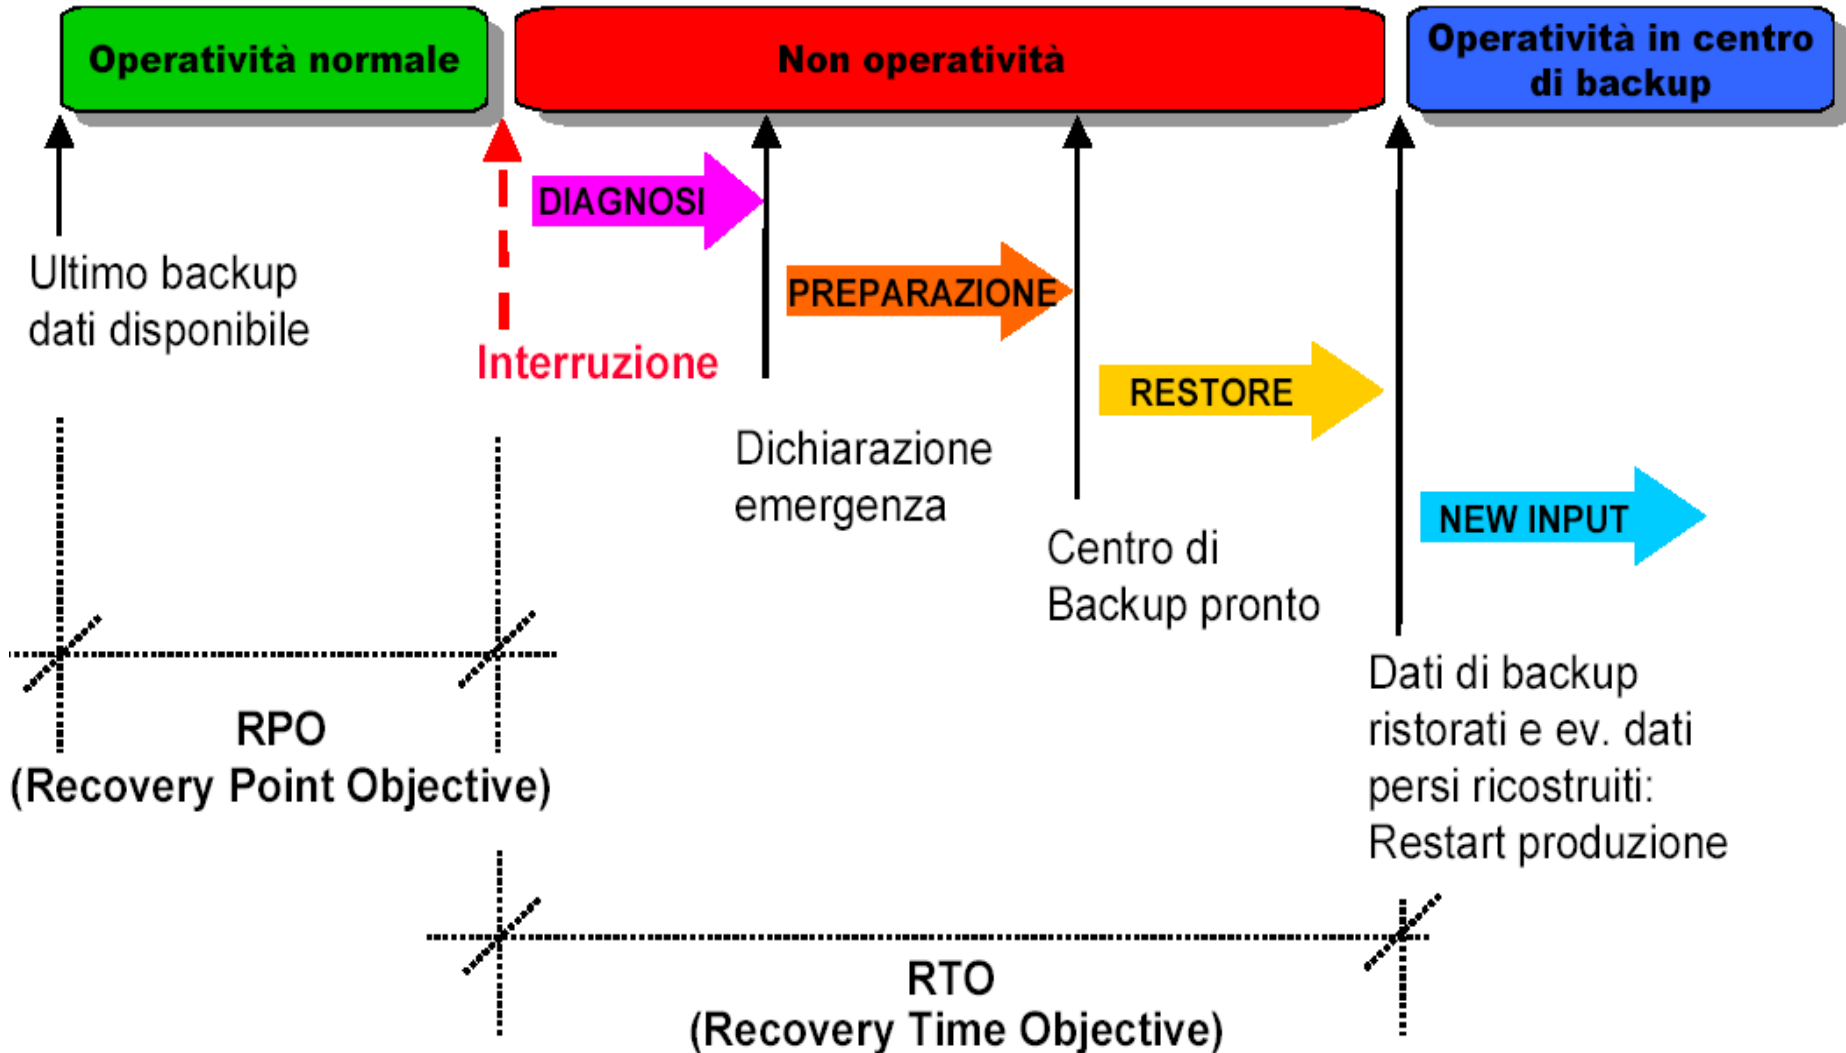 Operatività normale
Non operatività
Operatività in centro
di backup
DIAGNOSI
Ultimo backup
dati disponibile
PREPARAZIONE
Interruzione
RESTORE
Dichiarazione
emergenza
NEW INPUT
Centro di
Backup pronto
Dati di backup
ristorati e ev. dati
persi ricostruiti:
Restart produzione
RPO
(Recovery Point Objective)
RTO
(Recovery Time Objective)